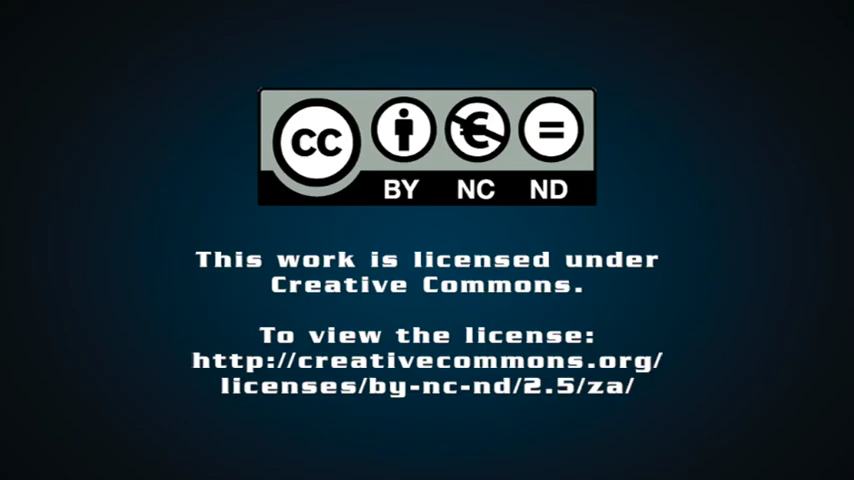 CC
BY NC ND
This work is licensed under
Creative Commons.
To view the license:
http://creativecommons.org/
licenses/by-nc-nd/2.5/za/